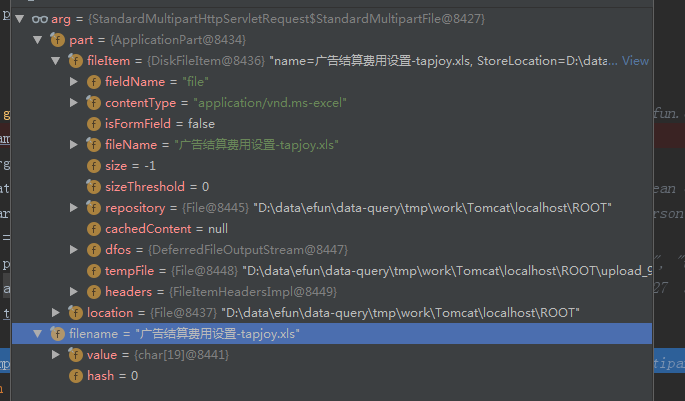 arg = {StandardMultipartHttpServletRequest$StandardMultipartFile@8427}
part = {ApplicationPart@8434}
fileItem = {DiskFileItem@8436} "name=广告结算费用设置-tapjoy.xls, StoreLocation=D:\data... View
fieldName = "file"
contentType = "application/vnd.ms-excel"
isFormField = false
fileName = "广告结算费用设置-tapjoy.xls"
size = -1
sizeThreshold = 0
repository = {File@8445} "D:\data\efun\data-query\tmp\work\Tomcat\localhost\ROOT"
cachedContent = null
dfos = {DeferredFileOutputStream@8447}
tempFile = {File@8448} "D:\data\efun\data-query\tmp\work\Tomcat\localhost\ROOT\upload_9
headers = {FileItemHeadersImpl@8449}
location = {File@8437} "D:\data\efun\data-query\tmp\work\Tomcat\localhost\ROOT"
filename = "广告结算费用设置-tapjoy.xls"
value = {char[19]@8441}
hash = 0